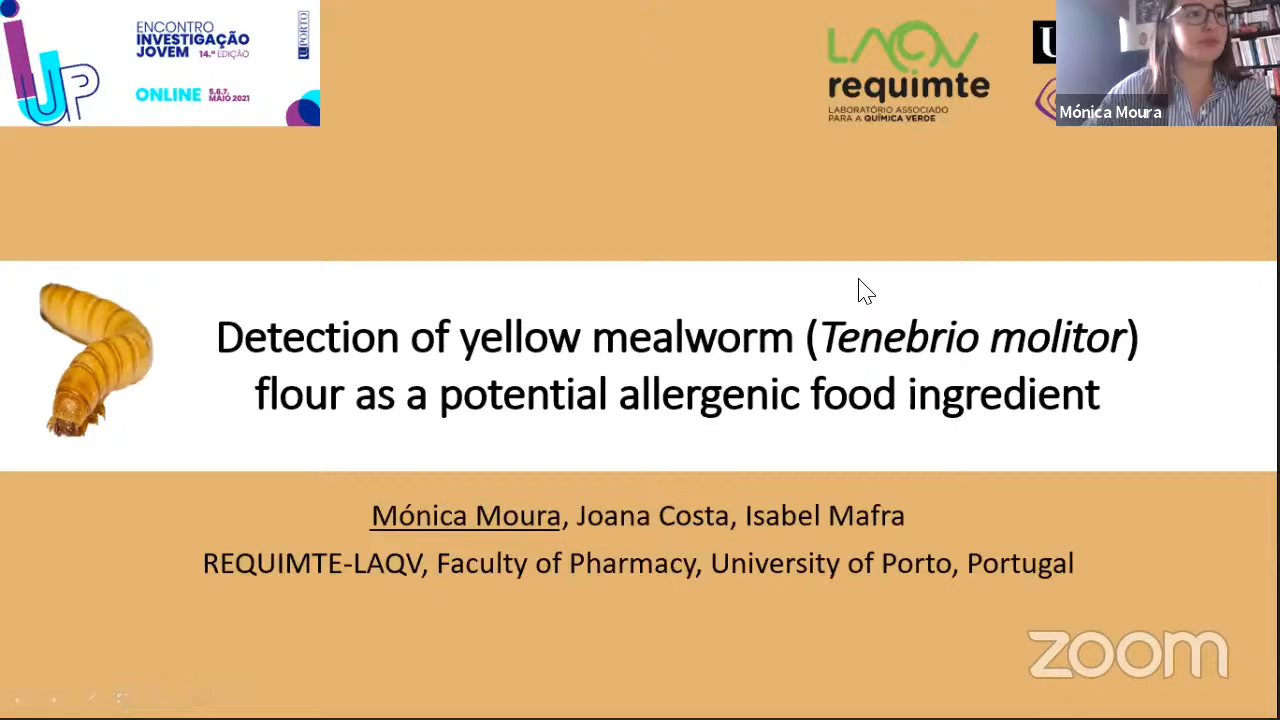 ENCONTRO
INVESTIGAÇÃO
JOVEM 14.ª EDIÇÃO
ONLINE 5.6.7.
MAIO 2021
U.PORTO
IJUP
LAQV
requimte
LABORATÓRIO ASSOCIADO
PARA A QUÍMICA VERDE
U
Mónica Moura
Detection of yellow mealworm (Tenebrio molitor)
flour as a potential allergenic food ingredient
Mónica Moura, Joana Costa, Isabel Mafra
REQUIMTE-LAQV, Faculty of Pharmacy, University of Porto, Portugal
zoom